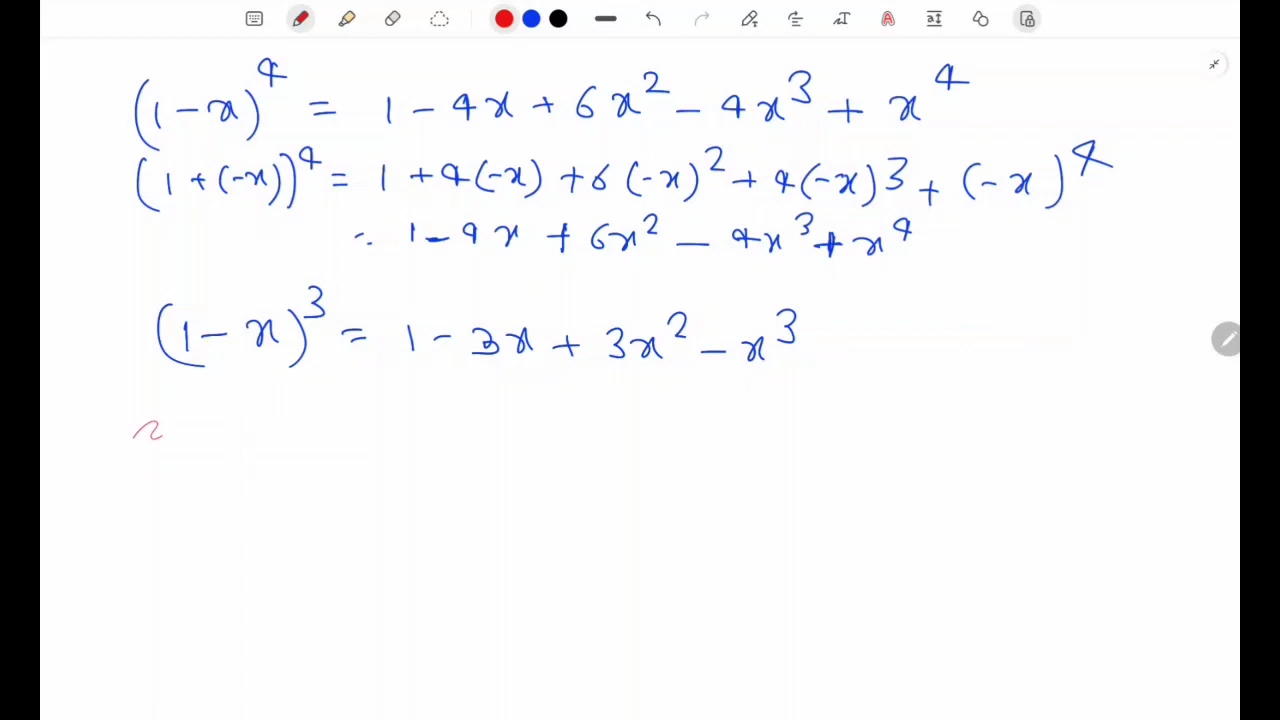 (1-x)^4 = 1 - 4x + 6x^2 - 4x^3 + x^4
(1+(-x))^4 = 1 + 4(-x) + 6(-x)^2 + 4(-x)3 + (-x)^4
= 1 - 4x + 6x^2 - 4x^3 + x^4
(1-x)^3 = 1 - 3x + 3x^2 - x^3